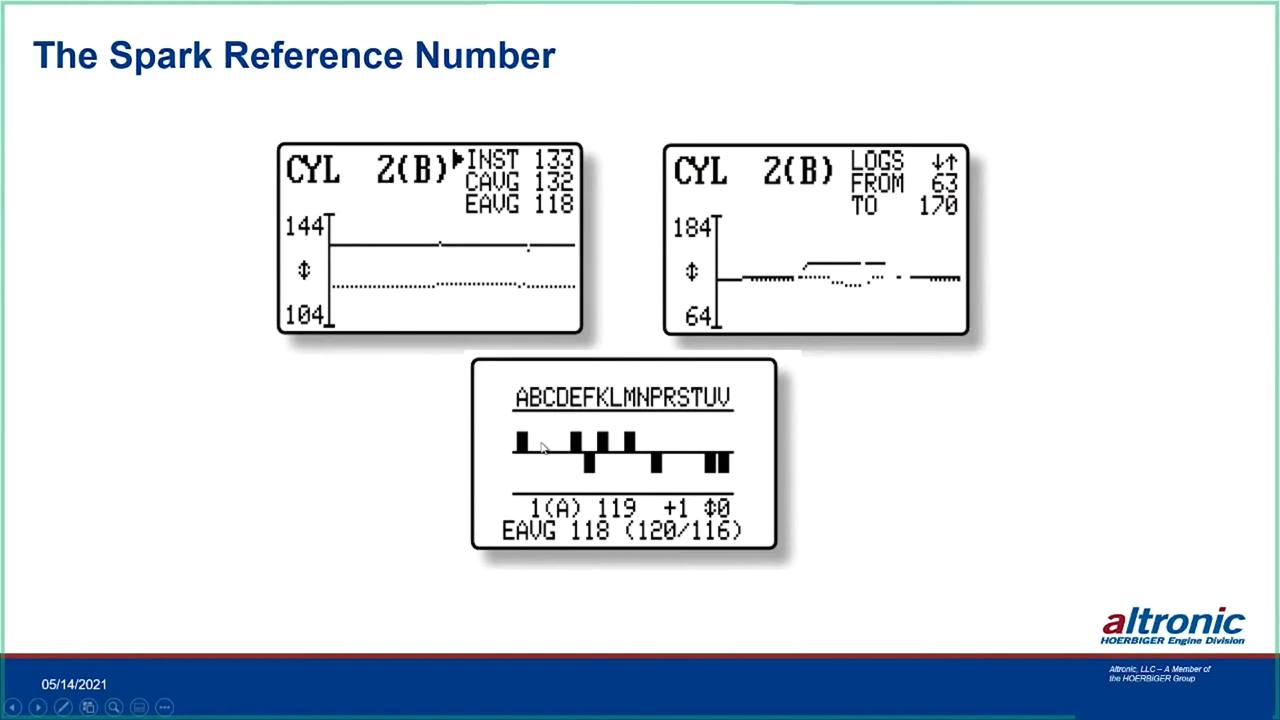 The Spark Reference Number
CYL 2(B) INST 133
CAVG 132
EAVG 118
144
104
CYL 2(B) LOGS ↓↑
FROM 63
TO 170
184
64
ABCDEFKLMNPRSTUV
1(A) 119 +1 ↕0
EAVG 118 (120/116)
altronic
HOERBIGER Engine Division
Altronic, LLC – A Member of
the HOERBIGER Group
05/14/2021